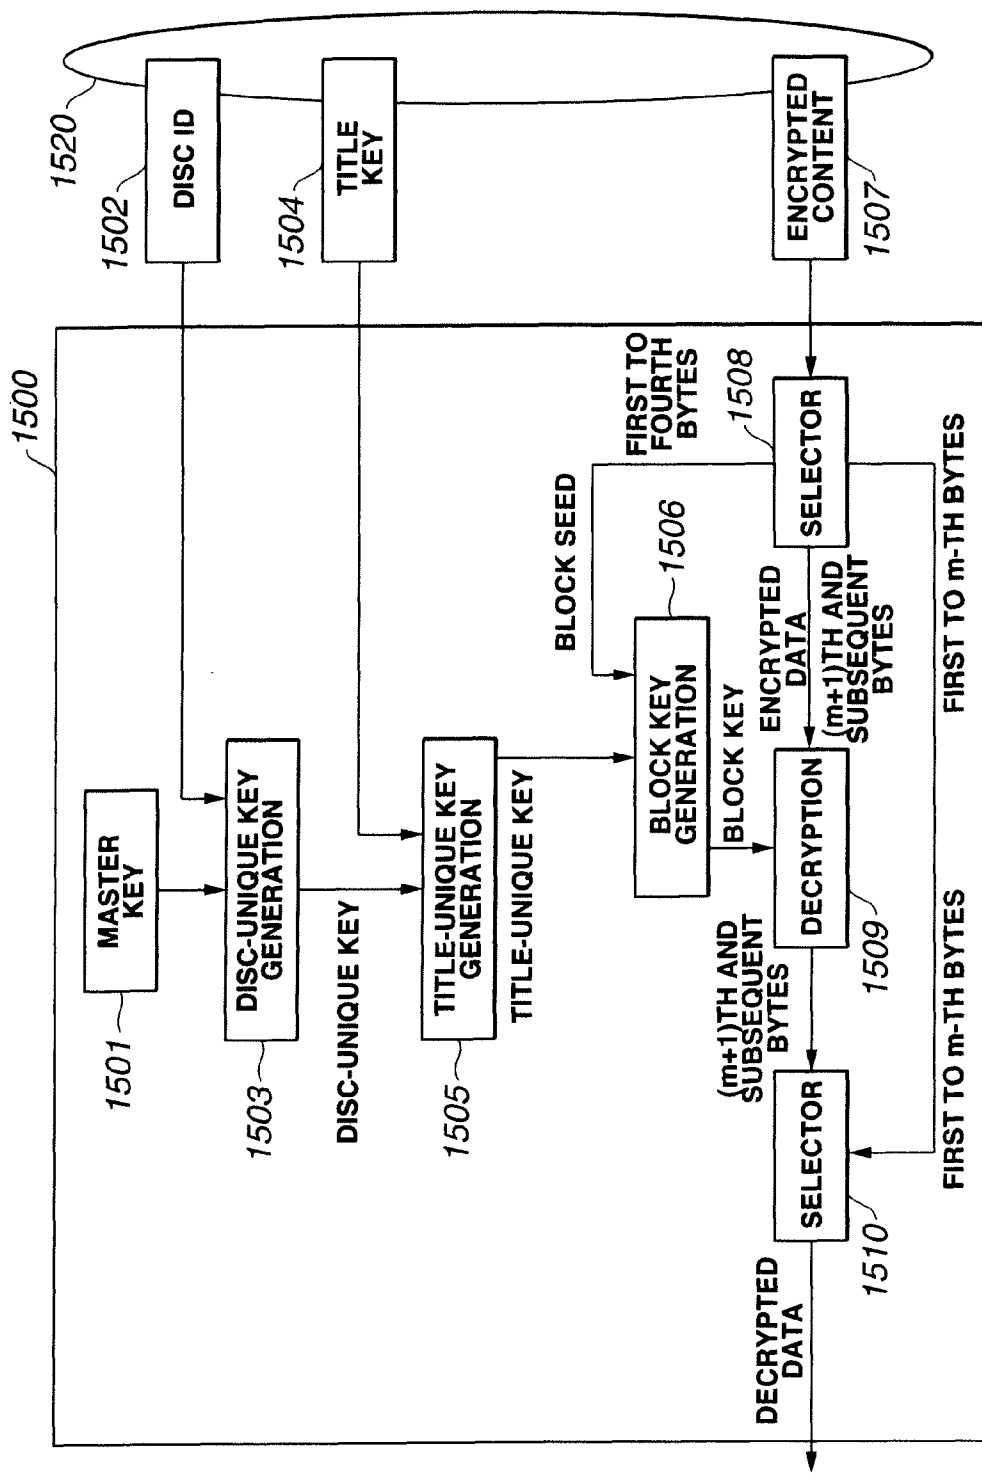 1500
1520
1501
MASTER
KEY
1502
DISC ID
1503
DISC-UNIQUE KEY
GENERATION
DISC-UNIQUE KEY
1504
TITLE
KEY
1505
TITLE-UNIQUE KEY
GENERATION
TITLE-UNIQUE KEY
BLOCK SEED
FIRST TO
FOURTH
BYTES
1506
BLOCK KEY
GENERATION
BLOCK KEY
DECRYPTED
DATA
SELECTOR
1510
(m+1)TH AND
SUBSEQUENT
BYTES
DECRYPTION
1509
ENCRYPTED
DATA
(m+1)TH AND
SUBSEQUENT
BYTES
1508
SELECTOR
ENCRYPTED
CONTENT
1507
FIRST TO m-TH BYTES
FIRST TO m-TH BYTES